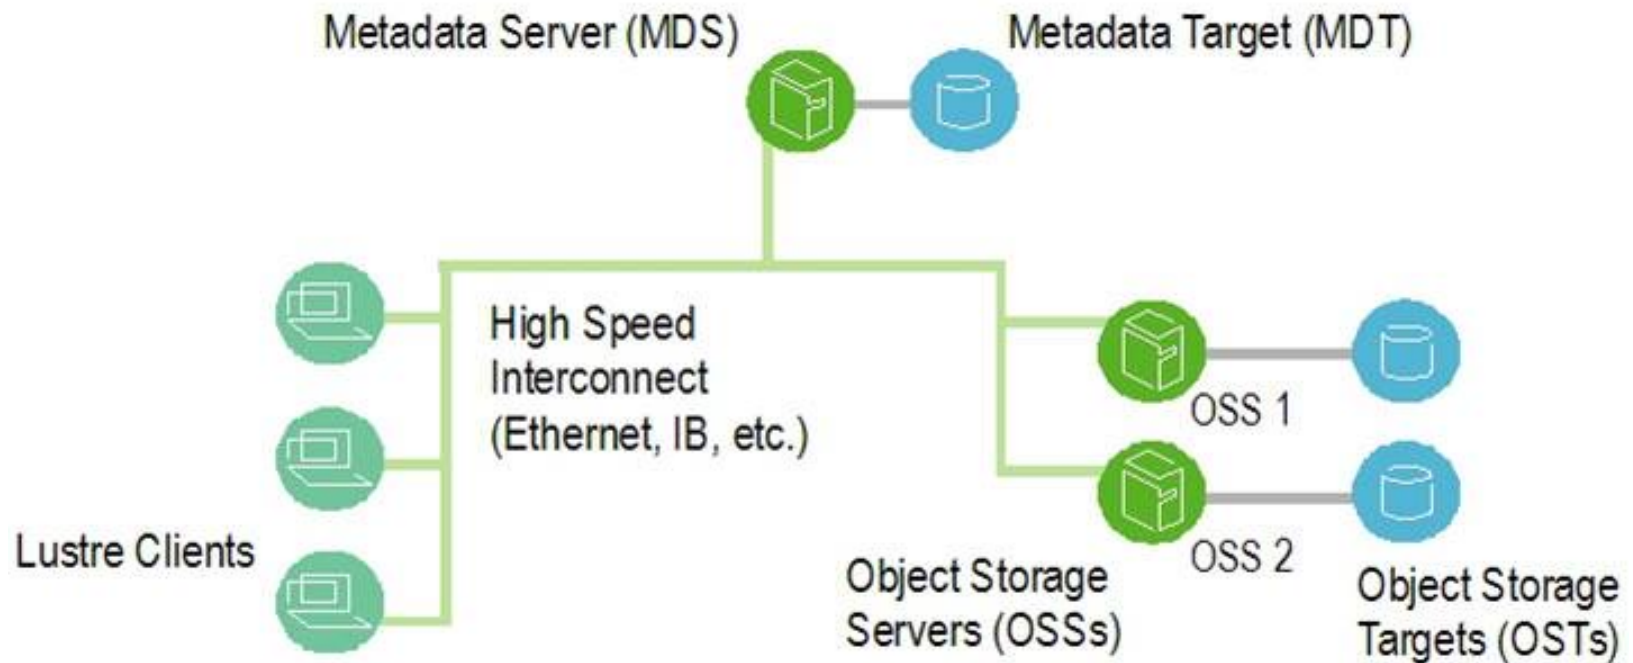 Metadata Server (MDS)
Metadata Target (MDT)
High Speed
Interconnect
(Ethernet, IB, etc.)
OSS 1
Lustre Clients
OSS 2
Object Storage
Servers (OSSs)
Object Storage
Targets (OSTs)